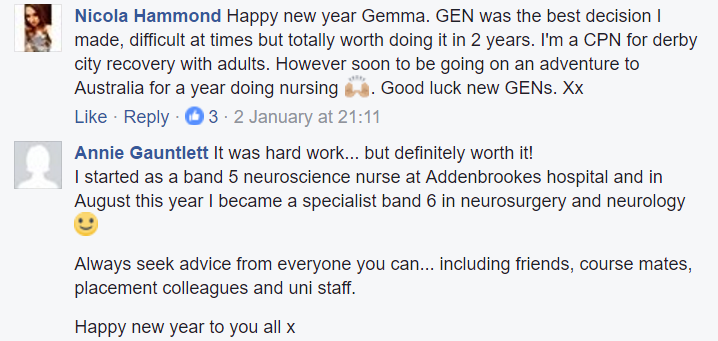 Nicola Hammond Happy new year Gemma. GEN was the best decision I
made, difficult at times but totally worth doing it in 2 years. I'm a CPN for derby
city recovery with adults. However soon to be going on an adventure to
Australia for a year doing nursing 🙌🏼. Good luck new GENs. Xx
Like · Reply · 3 · 2 January at 21:11
Annie Gauntlett It was hard work... but definitely worth it!
I started as a band 5 neuroscience nurse at Addenbrookes hospital and in
August this year I became a specialist band 6 in neurosurgery and neurology
🙂
Always seek advice from everyone you can... including friends, course mates,
placement colleagues and uni staff.
Happy new year to you all x